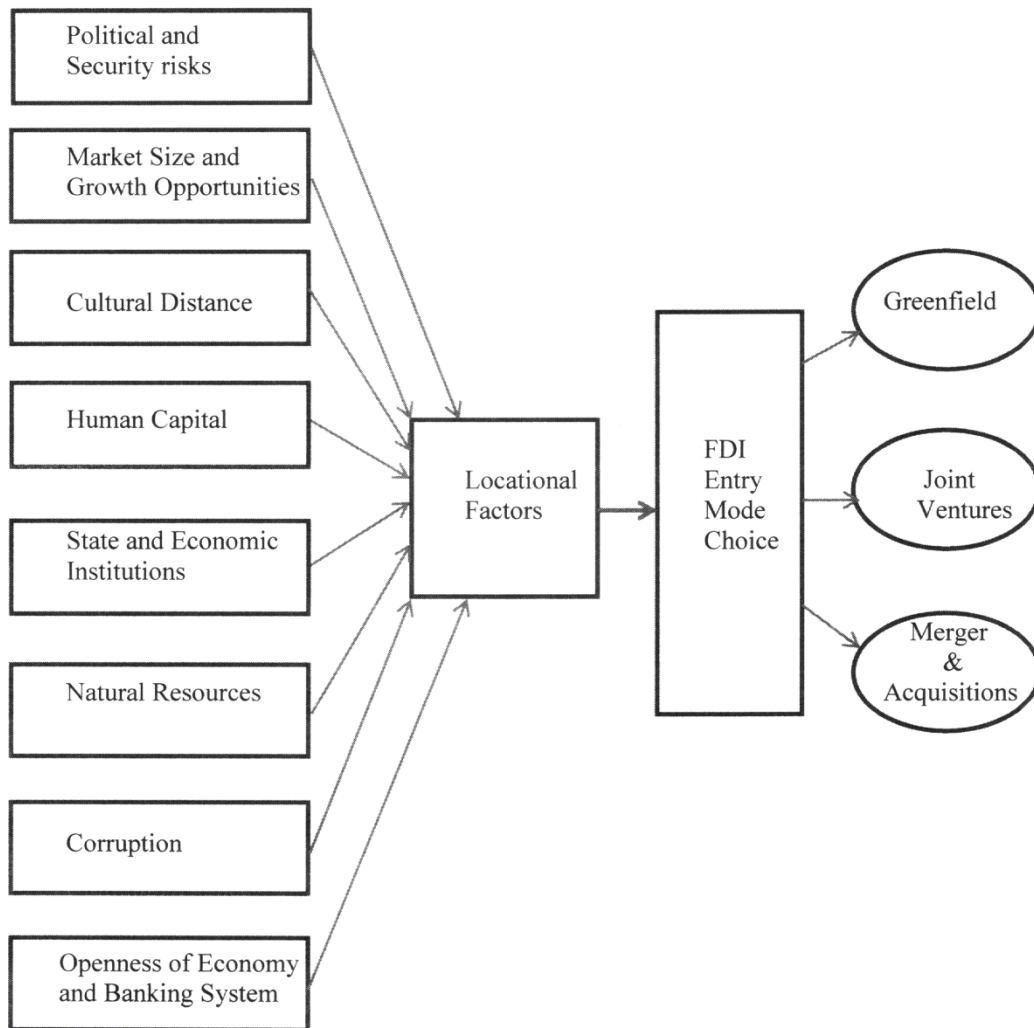 Political and
Security risks
Market Size and
Growth Opportunities
Cultural Distance
Human Capital
State and Economic
Institutions
Natural Resources
Corruption
Openness of Economy
and Banking System
Locational
Factors
FDI
Entry
Mode
Choice
Greenfield
Joint
Ventures
Merger
&
Acquisitions